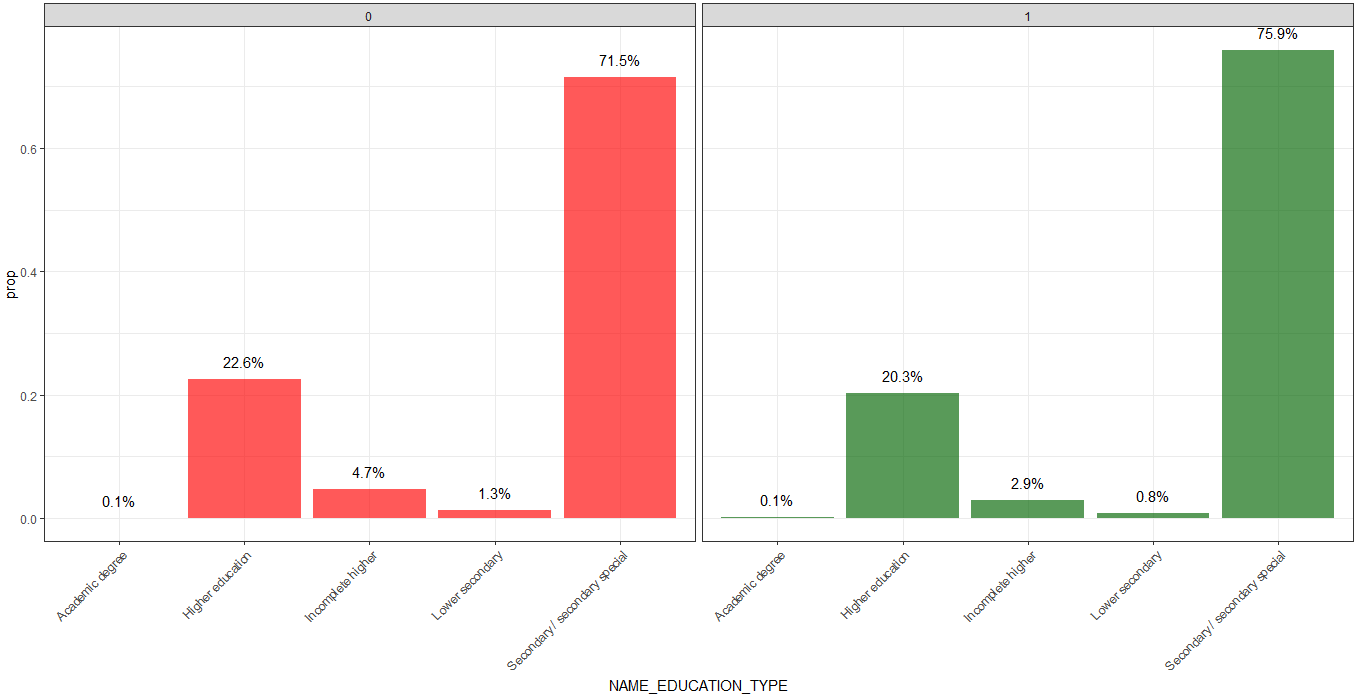 0
1
prop
0.6
0.4
0.2
0.0
0.1%
22.6%
4.7%
1.3%
71.5%
0.1%
20.3%
2.9%
0.8%
75.9%
Academic degree
Higher education
Incomplete higher
Lower secondary
Secondary / secondary special
Academic degree
Higher education
Incomplete higher
Lower secondary
Secondary / secondary special
NAME_EDUCATION_TYPE